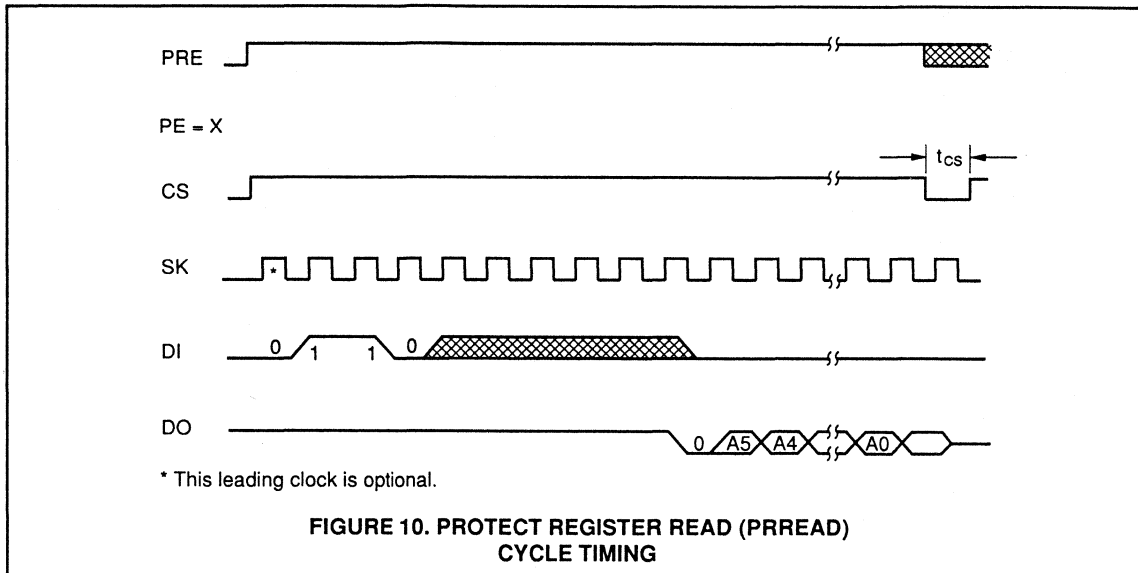 PRE
PE = X
tCS
CS
SK
*
DI
0 1 1 0
DO
0 A5 A4 A0
* This leading clock is optional.
FIGURE 10. PROTECT REGISTER READ (PRREAD)
CYCLE TIMING